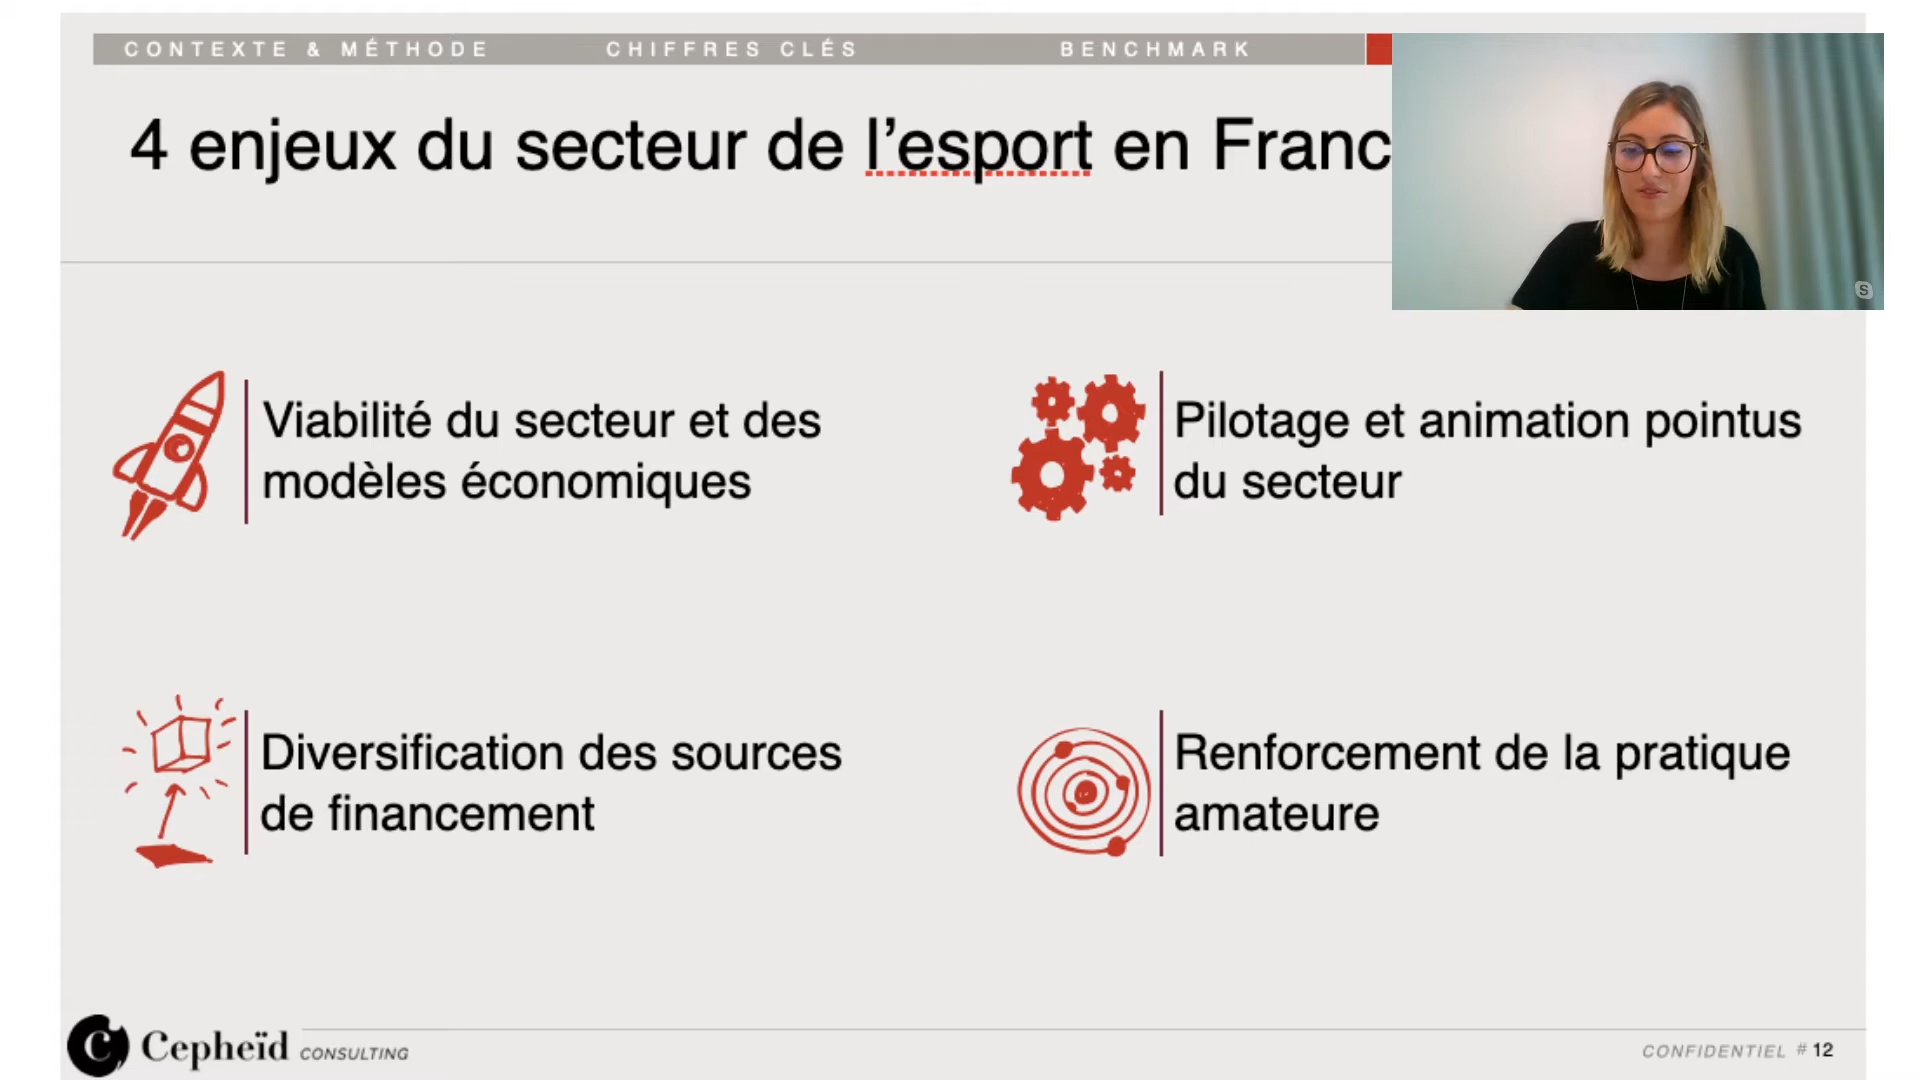 CONTEXTE & MÉTHODE CHIFFRES CLÉS BENCHMARK
4 enjeux du secteur de l'esport en Franc
Viabilité du secteur et des
modèles économiques
Pilotage et animation pointus
du secteur
Diversification des sources
de financement
Renforcement de la pratique
amateure
C Cepheïd CONSULTING
CONFIDENTIEL # 12